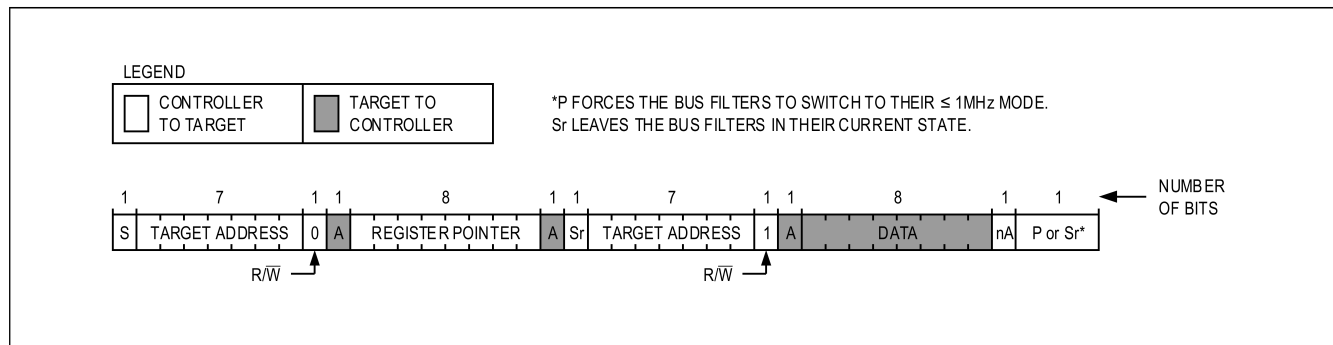 LEGEND
CONTROLLER
TO TARGET
TARGET TO
CONTROLLER
*P FORCES THE BUS FILTERS TO SWITCH TO THEIR ≤ 1MHz MODE.
Sr LEAVES THE BUS FILTERS IN THEIR CURRENT STATE.
1 7 1 1 8 1 1 7 1 1 8 1 1
NUMBER
OF BITS
S TARGET ADDRESS 0 A REGISTER POINTER A Sr TARGET ADDRESS 1 A DATA nA P or Sr*
R/W̅ R/W̅